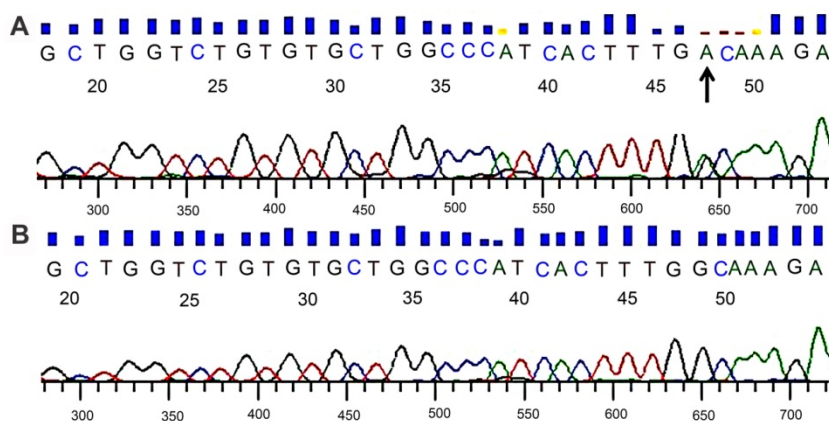 A
G C T G G T C T G T G T G C T G G C C C A T C A C T T T G A C A A A G A
20 25 30 35 40 45 50
300 350 400 450 500 550 600 650 700
B
G C T G G T C T G T G T G C T G G C C C A T C A C T T T G G C A A A G A
20 25 30 35 40 45 50
300 350 400 450 500 550 600 650 700